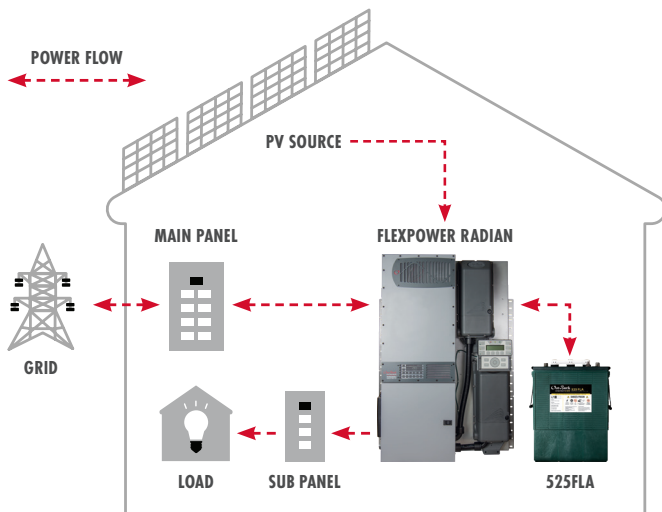 POWER FLOW
PV SOURCE
MAIN PANEL
FLEXPOWER RADIAN
GRID
LOAD
SUB PANEL
525FLA